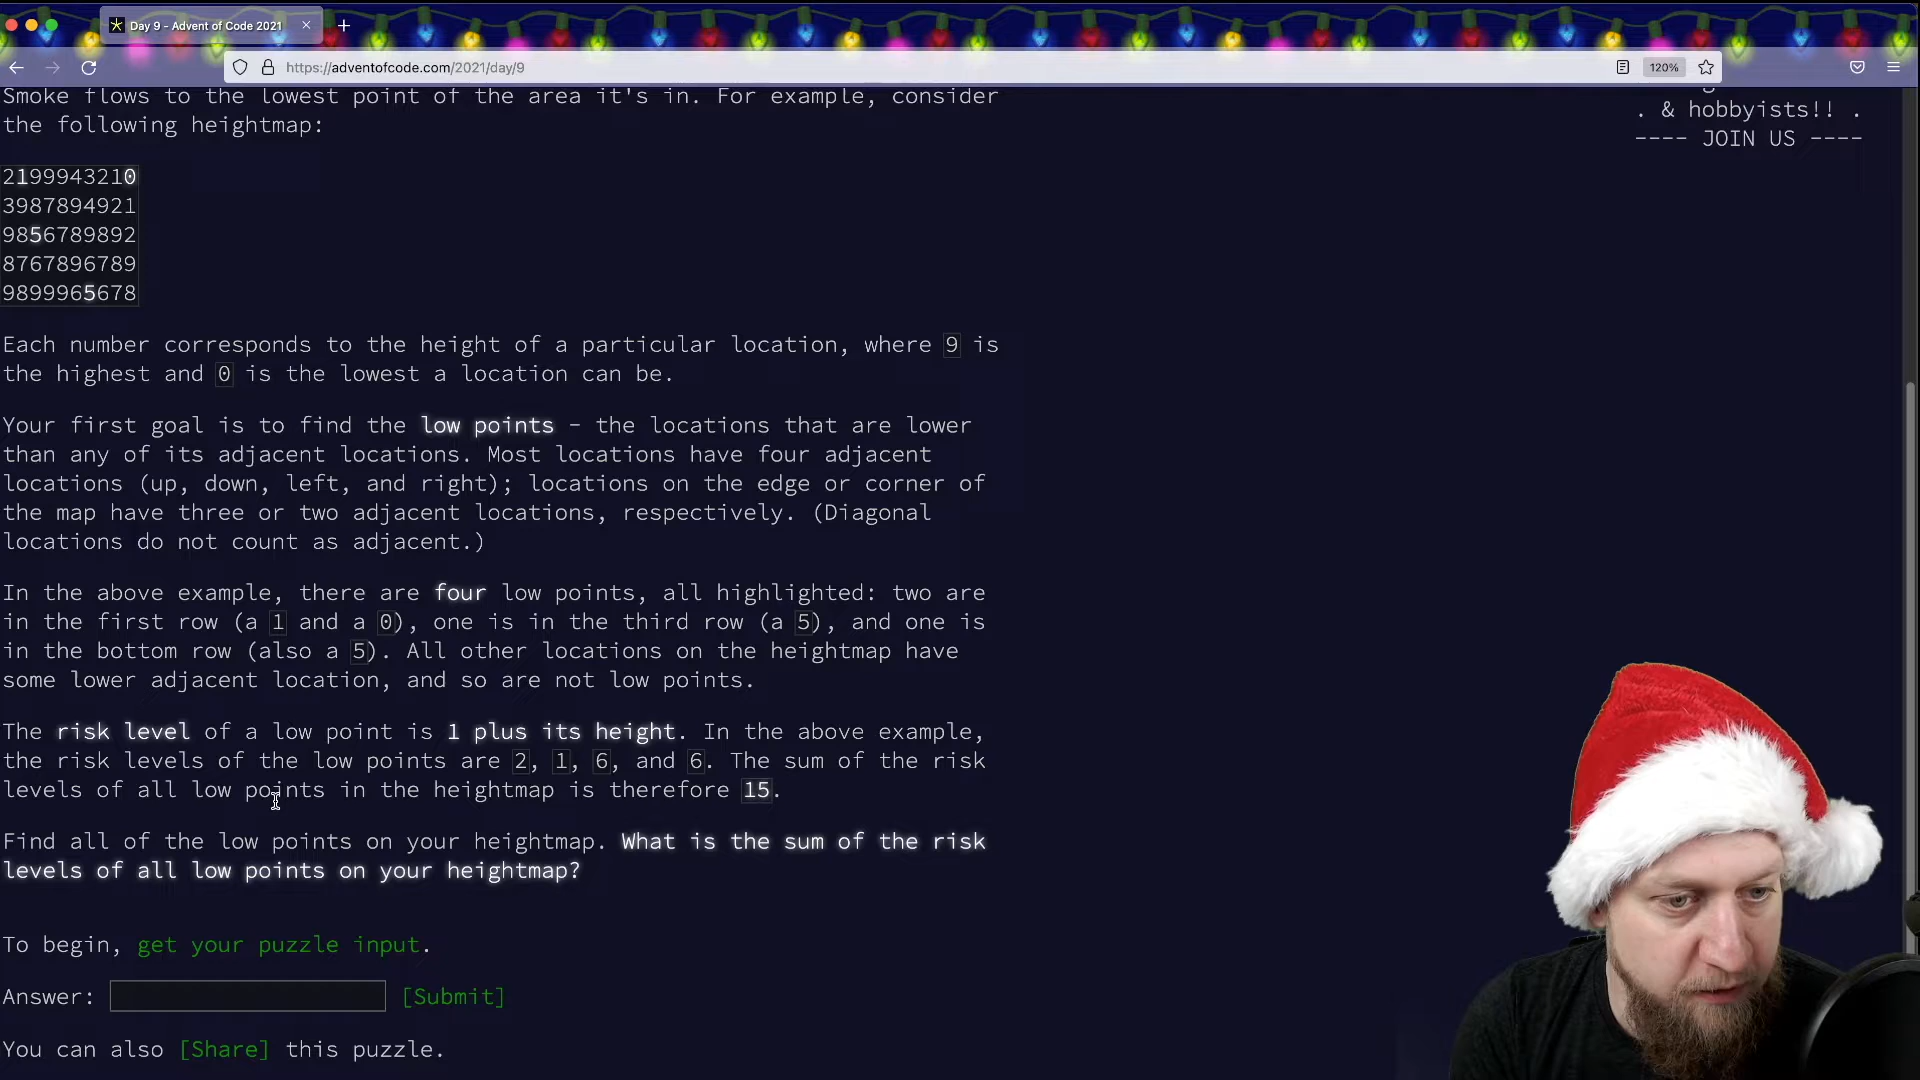 Day 9 - Advent of Code 2021
https://adventofcode.com/2021/day/9
120%
Smoke flows to the lowest point of the area it's in. For example, consider
the following heightmap:
. & hobbyists!! .
---- JOIN US ----
2199943210
3987894921
9856789892
8767896789
9899965678
Each number corresponds to the height of a particular location, where 9 is
the highest and 0 is the lowest a location can be.
Your first goal is to find the low points - the locations that are lower
than any of its adjacent locations. Most locations have four adjacent
locations (up, down, left, and right); locations on the edge or corner of
the map have three or two adjacent locations, respectively. (Diagonal
locations do not count as adjacent.)
In the above example, there are four low points, all highlighted: two are
in the first row (a 1 and a 0), one is in the third row (a 5), and one is
in the bottom row (also a 5). All other locations on the heightmap have
some lower adjacent location, and so are not low points.
The risk level of a low point is 1 plus its height. In the above example,
the risk levels of the low points are 2, 1, 6, and 6. The sum of the risk
levels of all low points in the heightmap is therefore 15.
Find all of the low points on your heightmap. What is the sum of the risk
levels of all low points on your heightmap?
To begin, get your puzzle input.
Answer: [Submit]
You can also [Share] this puzzle.